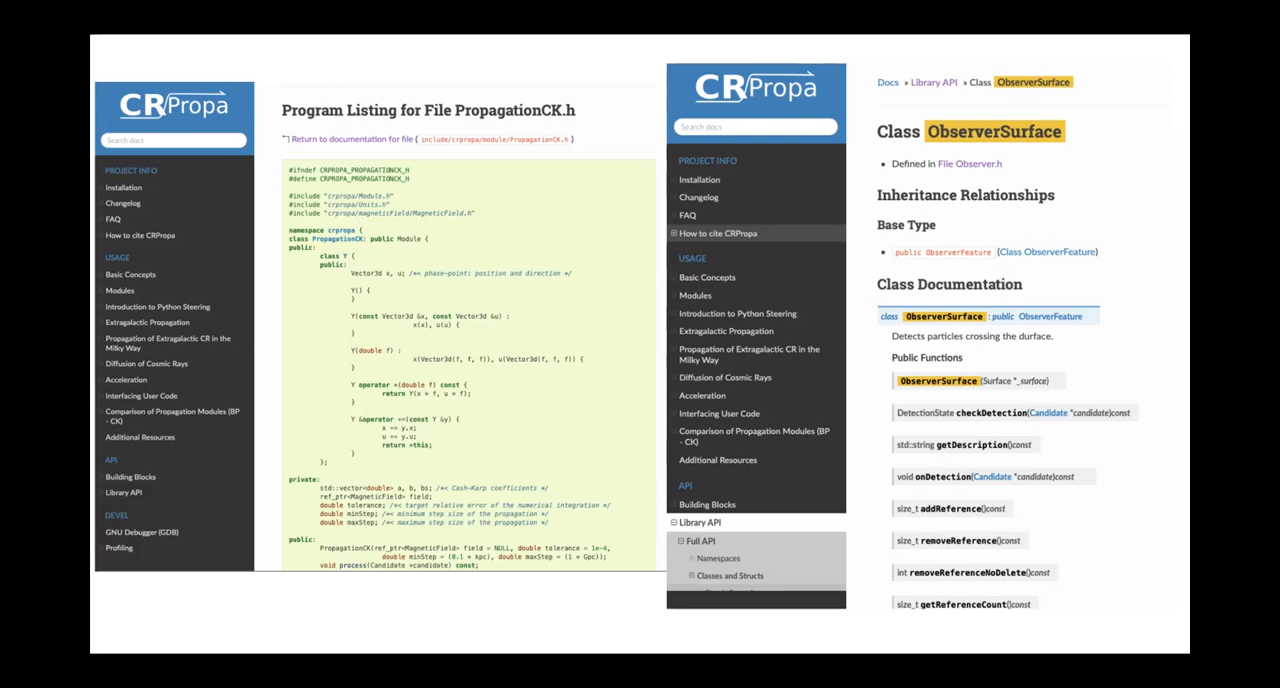 CRPropa
Search docs
PROJECT INFO
Installation
Changelog
FAQ
How to cite CRPropa
USAGE
Basic Concepts
Modules
Introduction to Python Steering
Extragalactic Propagation
Propagation of Extragalactic CR in the
Milky Way
Diffusion of Cosmic Rays
Acceleration
Interfacing User Code
Comparison of Propagation Modules (BP
- CK)
Additional Resources
API
Building Blocks
Library API
DEVEL
GNU Debugger (GDB)
Profiling
Program Listing for File PropagationCK.h
Return to documentation for file ( include/crpropa/module/PropagationCK.h )
#ifndef CRPROPA_PROPAGATIONCK_H
#define CRPROPA_PROPAGATIONCK_H
#include "crpropa/Module.h"
#include "crpropa/Units.h"
#include "crpropa/magneticField/MagneticField.h"
namespace crpropa {
class PropagationCK: public Module {
public:
class Y {
public:
Vector3d x, u; /*< phase-point: position and direction */
Y() {
}
Y(const Vector3d &x, const Vector3d &u) :
x(x), u(u) {
}
Y(double f) :
x(Vector3d(f, f, f)), u(Vector3d(f, f, f)) {
}
Y operator *(double f) const {
return Y(x * f, u * f);
}
Y &operator +=(const Y &y) {
x += y.x;
u += y.u;
return *this;
}
};
private:
std::vector<double> a, b, bs; /*< Cash-Karp coefficients */
ref_ptr<MagneticField> field;
double tolerance; /*< target relative error of the numerical integration */
double minStep; /*< minimum step size of the propagation */
double maxStep; /*< maximum step size of the propagation */
public:
PropagationCK(ref_ptr<MagneticField> field = NULL, double tolerance = 1e-4,
double minStep = (0.1 * kpc), double maxStep = (1 * Gpc));
void process(Candidate *candidate) const;
CRPropa
Search docs
PROJECT INFO
Installation
Changelog
FAQ
How to cite CRPropa
USAGE
Basic Concepts
Modules
Introduction to Python Steering
Extragalactic Propagation
Propagation of Extragalactic CR in the
Milky Way
Diffusion of Cosmic Rays
Acceleration
Interfacing User Code
Comparison of Propagation Modules (BP
- CK)
Additional Resources
API
Building Blocks
Library API
Full API
Namespaces
Classes and Structs
Docs » Library API » Class ObserverSurface
Class ObserverSurface
• Defined in File Observer.h
Inheritance Relationships
Base Type
• public ObserverFeature (Class ObserverFeature)
Class Documentation
class ObserverSurface : public ObserverFeature
Detects particles crossing the durface.
Public Functions
ObserverSurface(Surface *_surface)
DetectionState checkDetection(Candidate *candidate)const
std::string getDescription()const
void onDetection(Candidate *candidate)const
size_t addReference()const
size_t removeReference()const
int removeReferenceNoDelete()const
size_t getReferenceCount()const